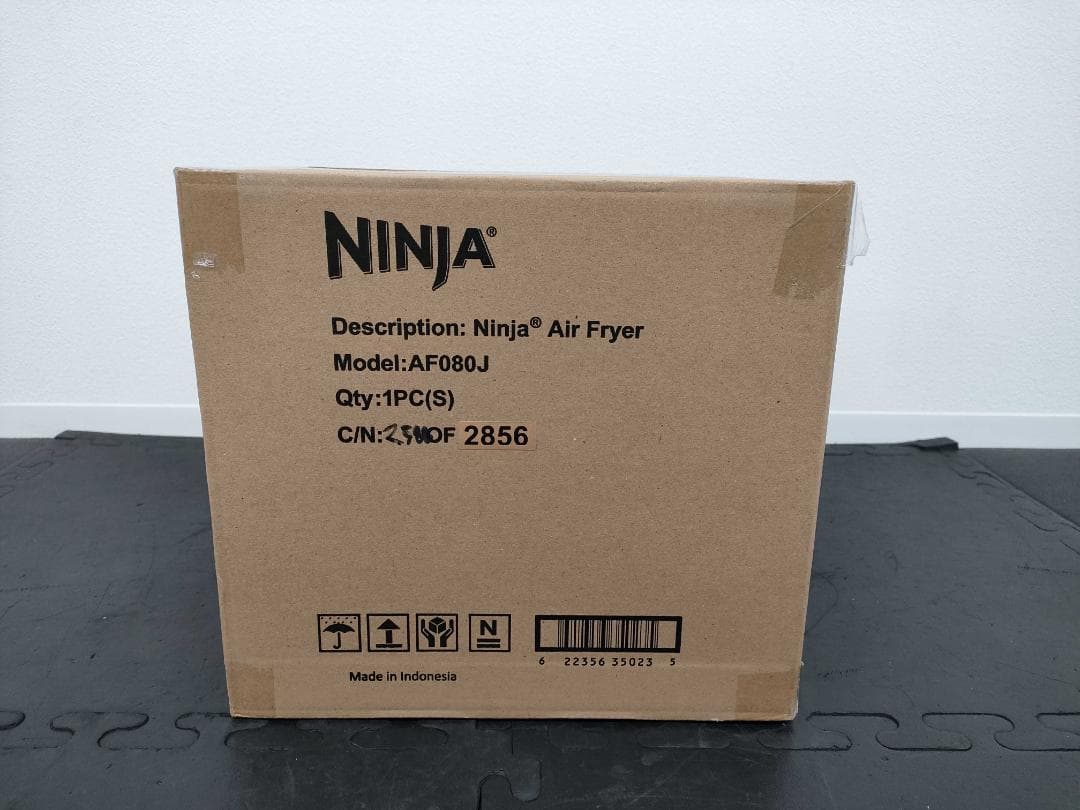 NINJA®
Description: Ninja® Air Fryer
Model:AF080J
Qty:1PC(S)
C/N: OF 2856
N
6 22356 35023 5
Made in Indonesia